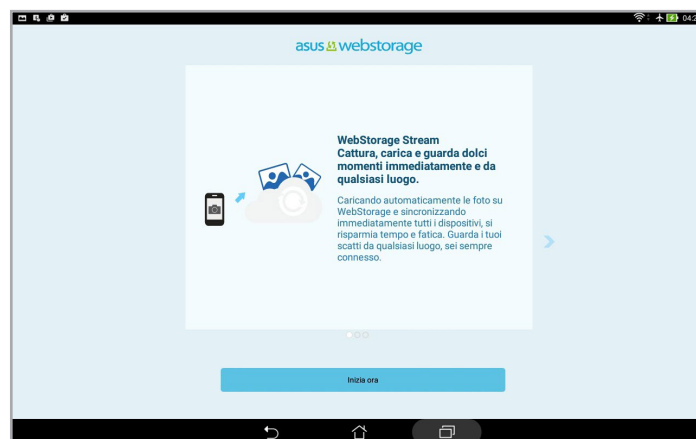 04:2
asus webstorage
WebStorage Stream
Cattura, carica e guarda dolci
momenti immediatamente e da
qualsiasi luogo.
Caricando automaticamente le foto su
WebStorage e sincronizzando
immediatamente tutti i dispositivi, si
risparmia tempo e fatica. Guarda i tuoi
scatti da qualsiasi luogo, sei sempre
connesso.
Inizia ora